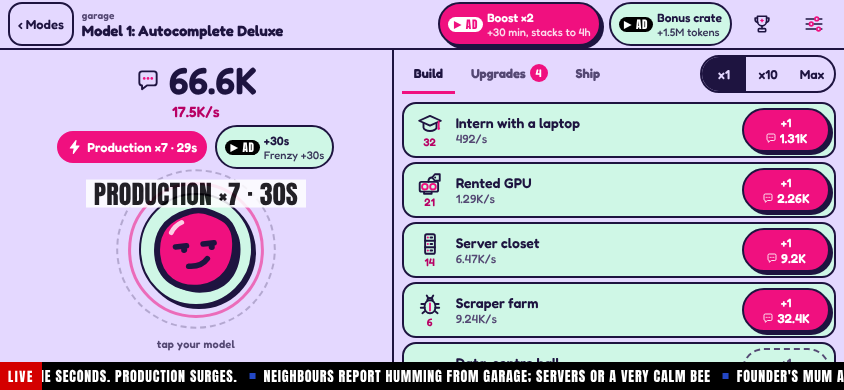 ‹ Modes
garage
Model 1: Autocomplete Deluxe
AD
Boost ×2
+30 min, stacks to 4h
AD
Bonus crate
+1.5M tokens
66.6K
17.5K/s
Production x7 · 29s
AD
+30s
Frenzy +30s
PRODUCTION ×7 · 30S
tap your model
Build
Upgrades 4
Ship
x1
x10
Max
Intern with a laptop
32
492/s
+1
1.31K
Rented GPU
21
1.29K/s
+1
2.26K
Server closet
14
6.47K/s
+1
9.2K
Scraper farm
6
9.24K/s
+1
32.4K
LIVE
E SECONDS. PRODUCTION SURGES. ▪ NEIGHBOURS REPORT HUMMING FROM GARAGE; SERVERS OR A VERY CALM BEE ▪ FOUNDER'S MUM A